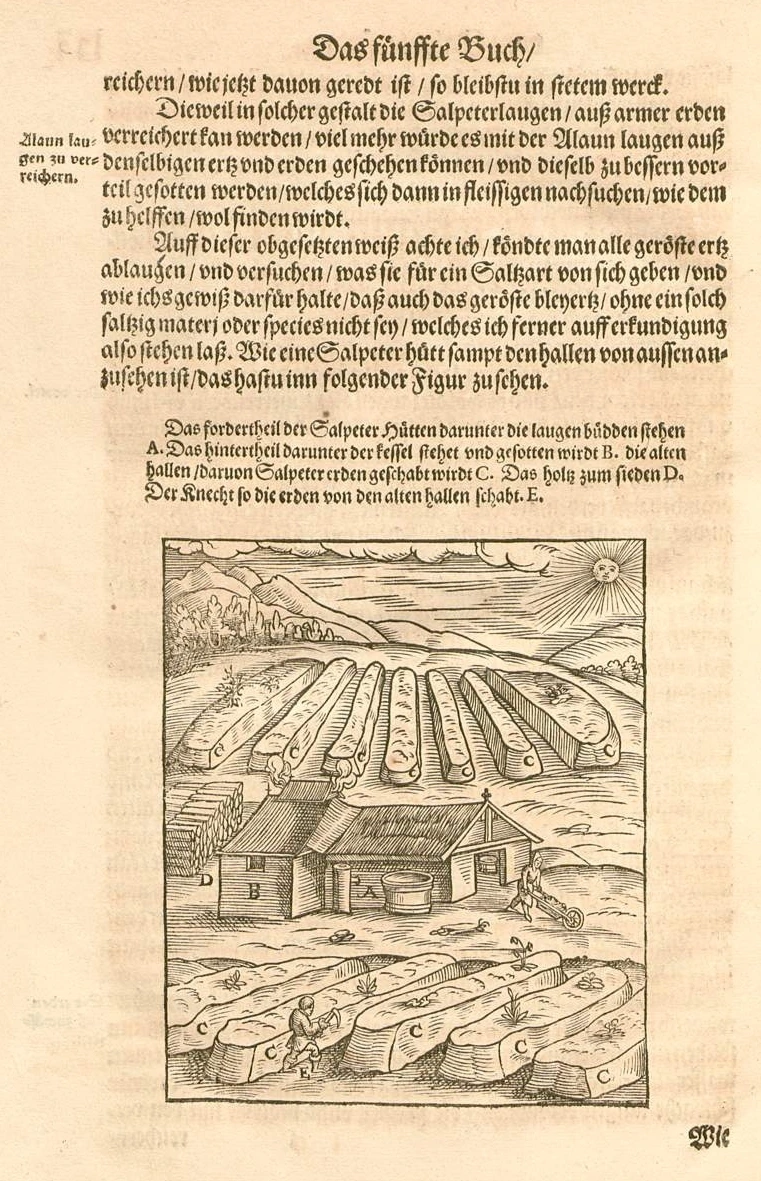 Das fünffte Buch/
reichern / wie jetzt dauon geredt ist / so bleibstu in stetem werck.
Dieweil in solcher gestalt die Salpeterlaugen / auß armer erden
Alaun lau-
gen zu ver-
reichern.
verreichert kan werden / viel mehr würde es mit der Alaun laugen auß
denselbigen ertz vnd erden geschehen können / vnd dieselb zu bessern vor-
teil gesotten werden / welches sich dann in fleissigen nachsuchen / wie dem
zu helffen / wol finden wirdt.
Auff dieser obgesetzten weiß achte ich / köndte man alle geröste ertz
ablaugen / vnd versuchen / was sie für ein Saltzart von sich geben / vnd
wie ichs gewiß darfür halte / daß auch das geröste bleyertz / ohne ein solch
saltzig materj oder species nicht sey / welches ich ferner auff erkundigung
also stehen laß. Wie eine Salpeter hütt sampt den hallen von aussen an-
zusehen ist / das hastu inn folgender Figur zu sehen.
Das fordertheil der Salpeter Hütten darunter die laugen büdden stehen
A. Das hintertheil darunter der kessel stehet vnd gesotten wirdt B. die alten
hallen / daruon Salpeter erden geschabt wirdt C. Das holtz zum sieden D.
Der Knecht so die erden von den alten hallen schabt. E.
C C C C C C C
D B A
C C C C C
E
Wie